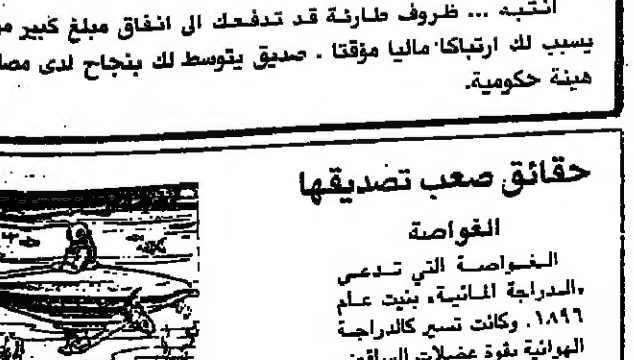 انتبه ... ظروف طارئة قد تدفعك الى انفاق مبلغ كبير
يسبب لك ارتباكا ماليا مؤقتا . صديق يتوسط لك بنجاح لدى
هيئة حكومية.
حقائق صعب تصديقها
الغواصة
الغواصة التي تدعى
«الدراجة المائية» بنيت عام
١٨٩٦. وكانت تسير كالدراجة
الهوائية بقوة عضلات الساقين